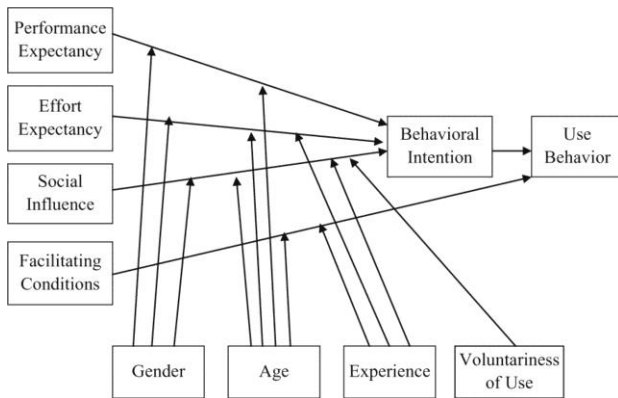 Performance
Expectancy
Effort
Expectancy
Social
Influence
Facilitating
Conditions
Behavioral
Intention
Use
Behavior
Gender
Age
Experience
Voluntariness
of Use